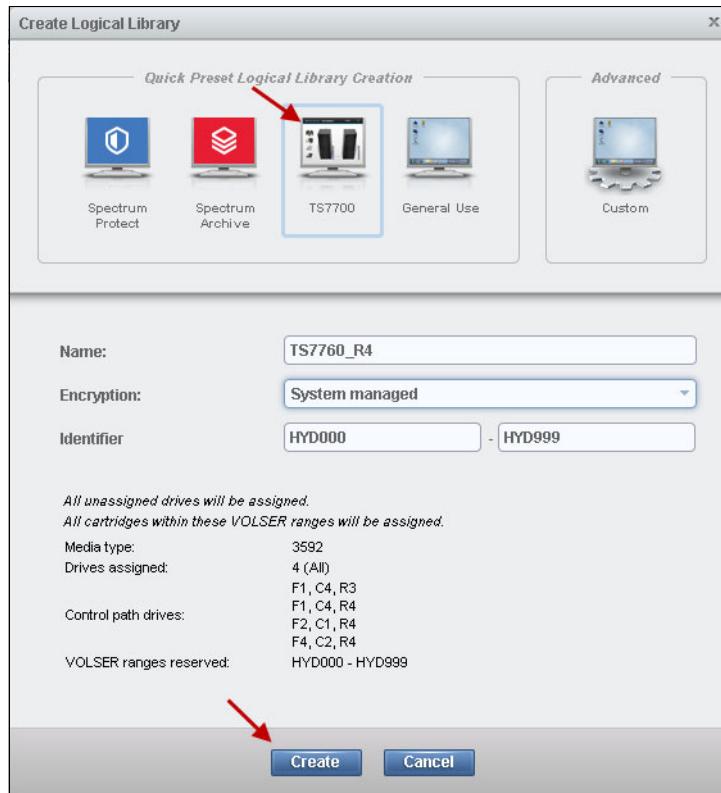 Create Logical Library x
Quick Preset Logical Library Creation
Advanced
Spectrum Protect
Spectrum Archive
TS7700
General Use
Custom
Name: TS7760_R4
Encryption: System managed
Identifier HYD000 - HYD999
All unassigned drives will be assigned.
All cartridges within these VOLSER ranges will be assigned.
Media type: 3592
Drives assigned: 4 (All)
Control path drives: F1, C4, R3
F1, C4, R4
F2, C1, R4
F4, C2, R4
VOLSER ranges reserved: HYD000 - HYD999
Create Cancel